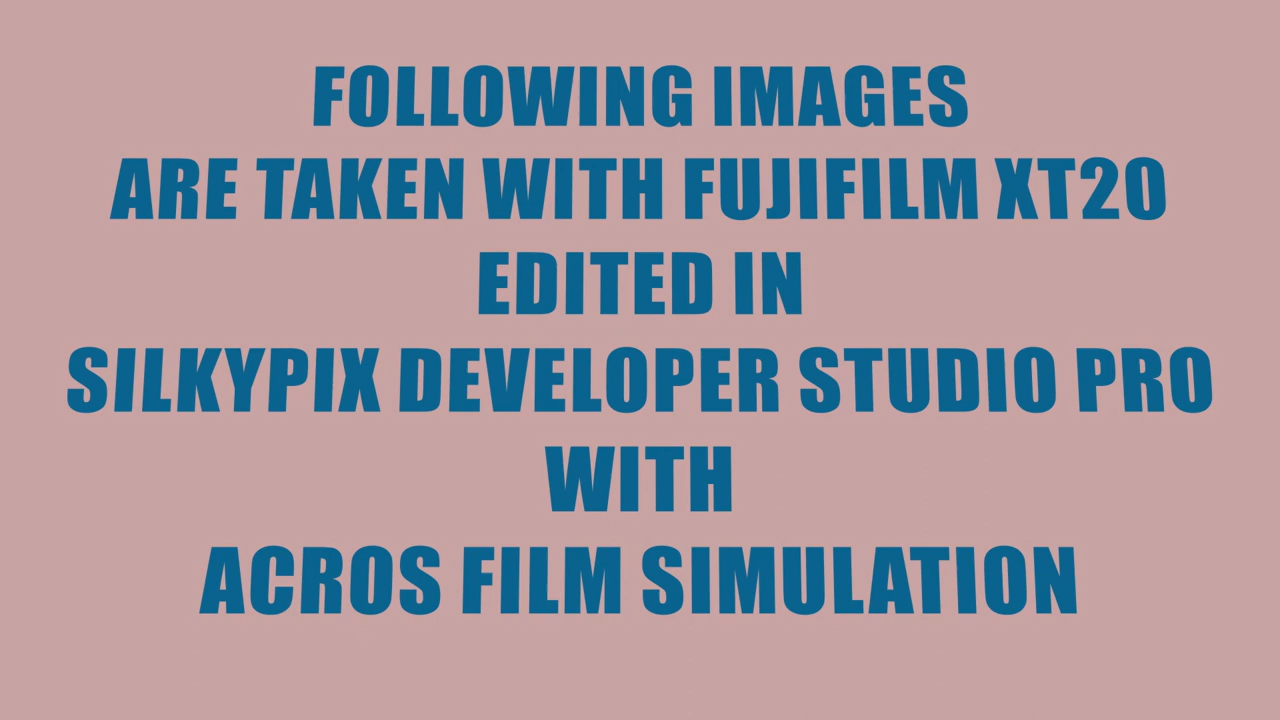 FOLLOWING IMAGES
ARE TAKEN WITH FUJIFILM XT20
EDITED IN
SILKYPIX DEVELOPER STUDIO PRO
WITH
ACROS FILM SIMULATION